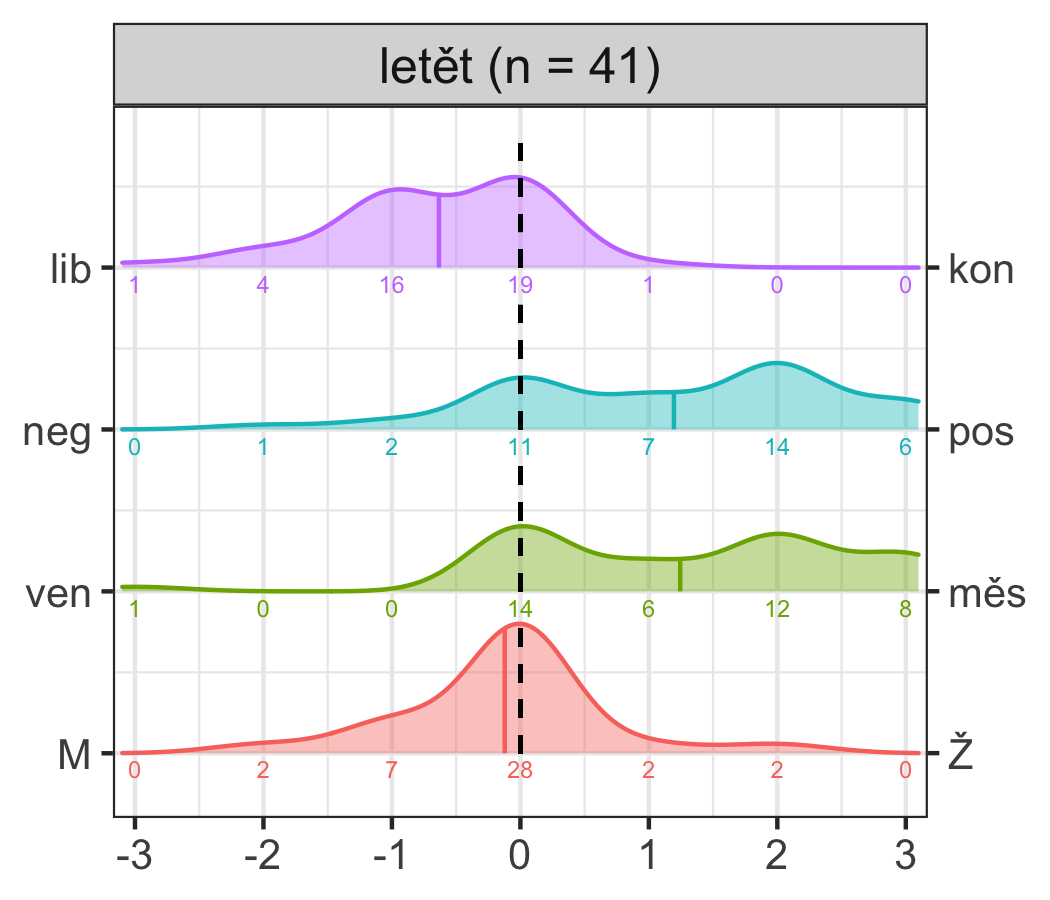 letět (n = 41)
lib kon
1 4 16 19 1 0 0
neg pos
0 1 2 11 7 14 6
ven měs
1 0 0 14 6 12 8
M Ž
0 2 7 28 2 2 0
-3 -2 -1 0 1 2 3